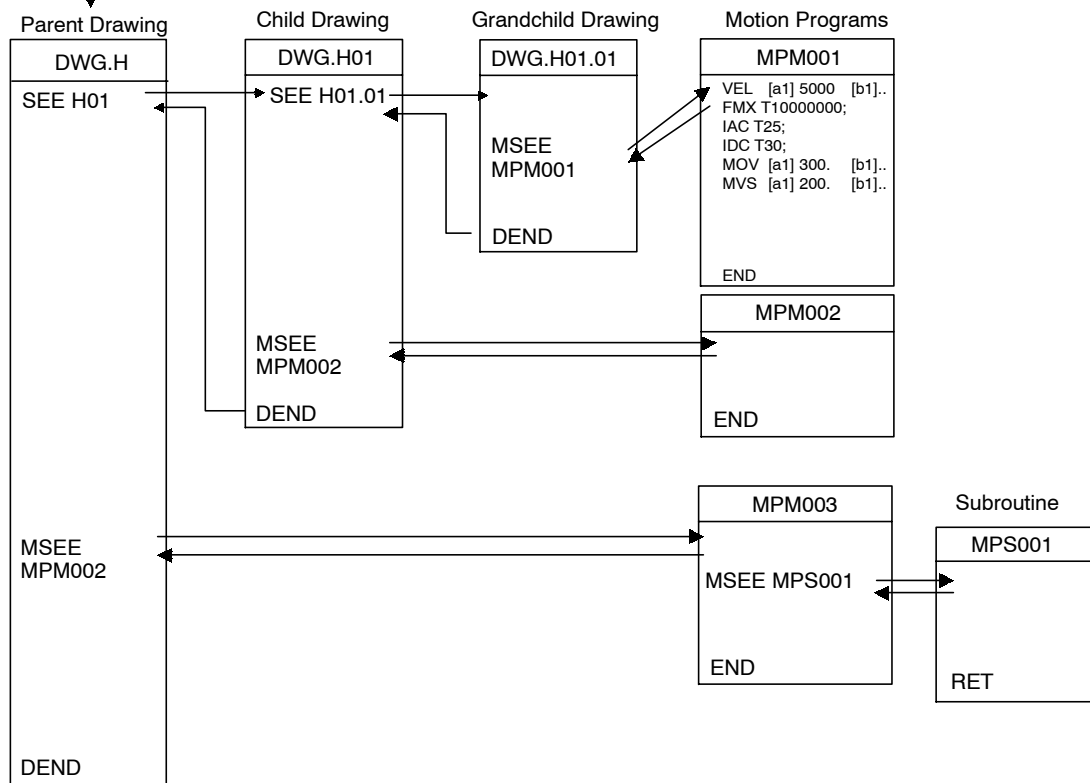 Parent Drawing
DWG.H
SEE H01
MSEE
MPM002
DEND
Child Drawing
DWG.H01
SEE H01.01
MSEE
MPM002
DEND
Grandchild Drawing
DWG.H01.01
MSEE
MPM001
DEND
Motion Programs
MPM001
VEL [a1] 5000 [b1]..
FMX T10000000;
IAC T25;
IDC T30;
MOV [a1] 300. [b1]..
MVS [a1] 200. [b1]..
END
MPM002
END
MPM003
MSEE MPS001
END
Subroutine
MPS001
RET